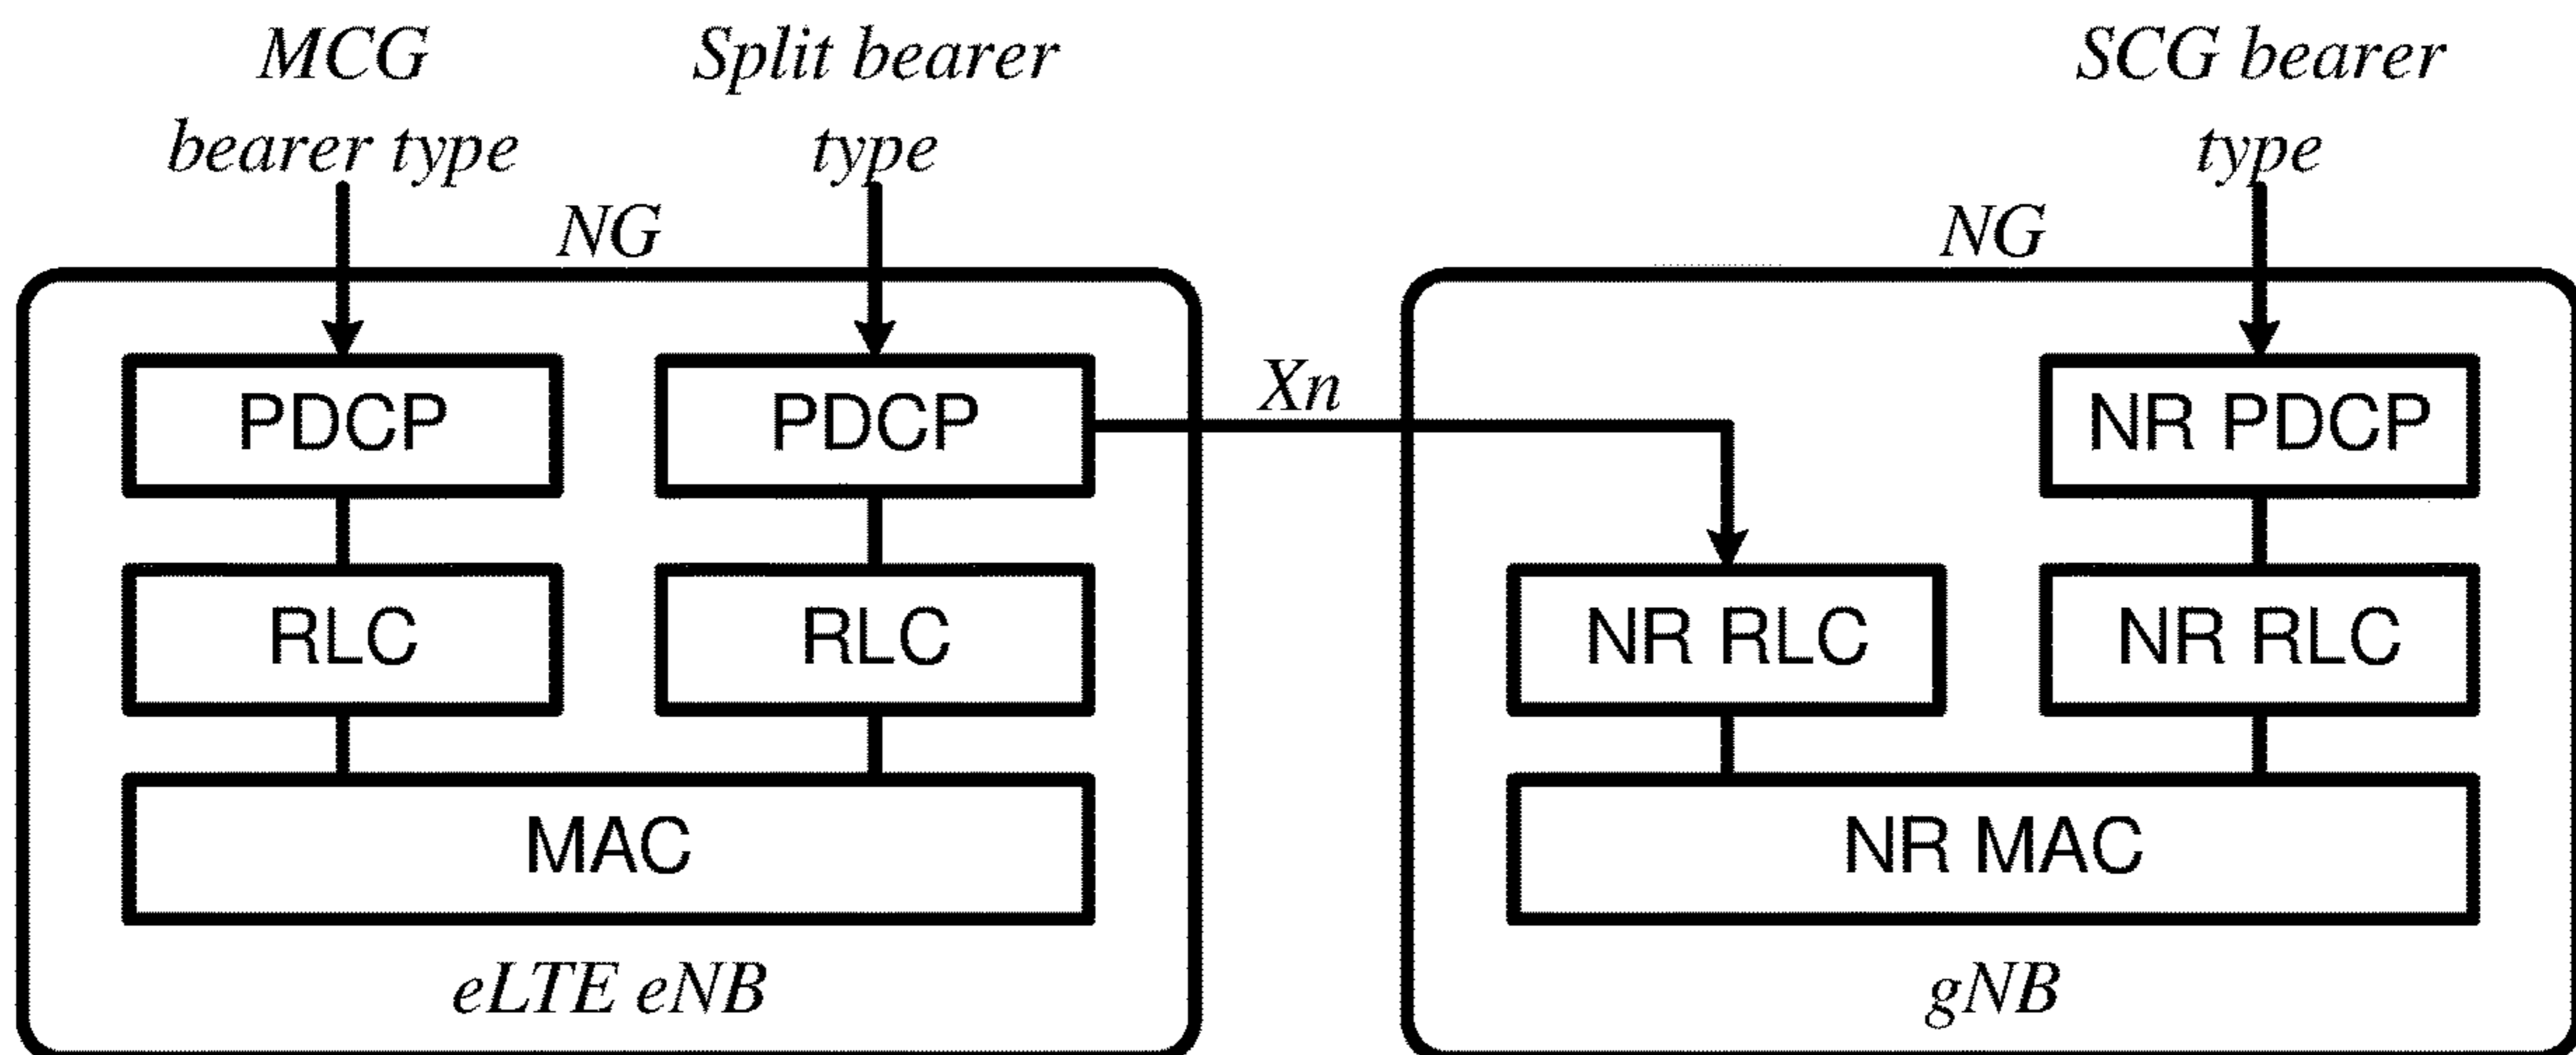 MCG
bearer type
Split bearer
type
SCG bearer
type
NG
NG
Xn
PDCP
PDCP
NR PDCP
RLC
RLC
NR RLC
NR RLC
MAC
NR MAC
eLTE eNB
gNB